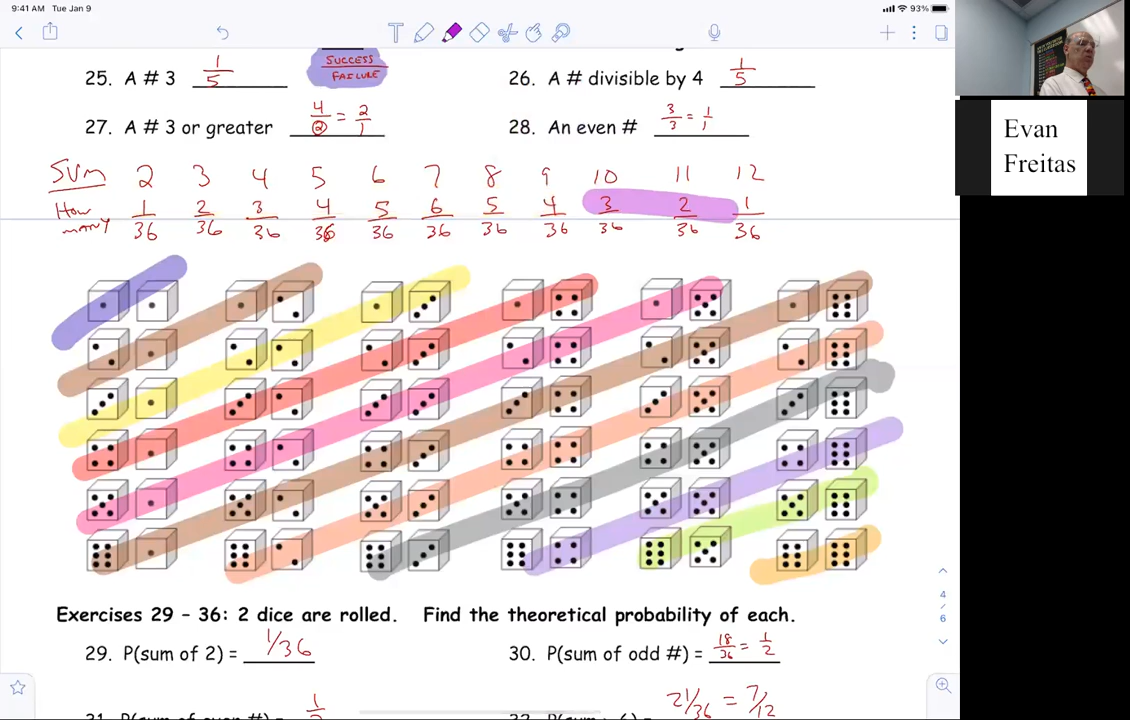 9:41 AM Tue Jan 9
93%
25. A # 3 1/5
SUCCESS
FAILURE
26. A # divisible by 4 1/5
27. A # 3 or greater 4/2 = 2/1
28. An even # 3/3 = 1/1
SUM 2 3 4 5 6 7 8 9 10 11 12
HOW MANY 1/36 2/36 3/36 4/36 5/36 6/36 5/36 4/36 3/36 2/36 1/36
Exercises 29 - 36: 2 dice are rolled. Find the theoretical probability of each.
29. P(sum of 2) = 1/36
30. P(sum of odd #) = 18/36 = 1/2
21/36 = 7/12
4
/
6
Evan
Freitas